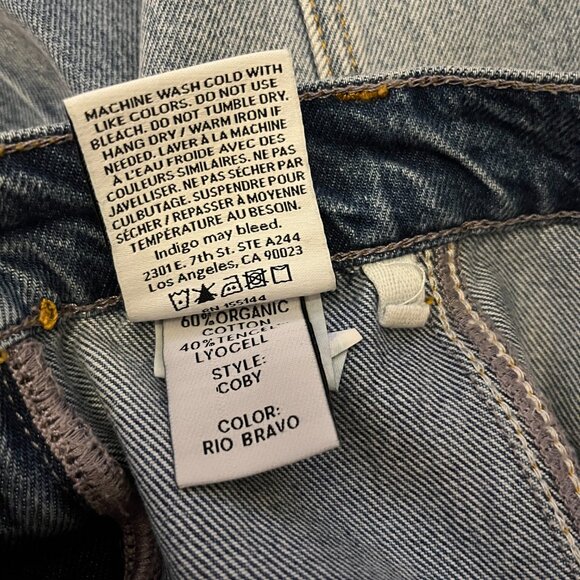 MACHINE WASH COLD WITH
LIKE COLORS. DO NOT USE
BLEACH. DO NOT TUMBLE DRY.
HANG DRY / WARM IRON IF
NEEDED. LAVER À LA MACHINE
À L'EAU FROIDE AVEC DES
COULEURS SIMILAIRES. NE PAS
JAVELLISER. NE PAS SÉCHER PAR
CULBUTAGE. SUSPENDRE POUR
SÉCHER / REPASSER À MOYENNE
TEMPÉRATURE AU BESOIN.
Indigo may bleed.
2301 E. 7th St. STE A244
Los Angeles, CA 90023
155144
60% ORGANIC
COTTON
40% TENCEL
LYOCELL
STYLE:
COBY
COLOR:
RIO BRAVO